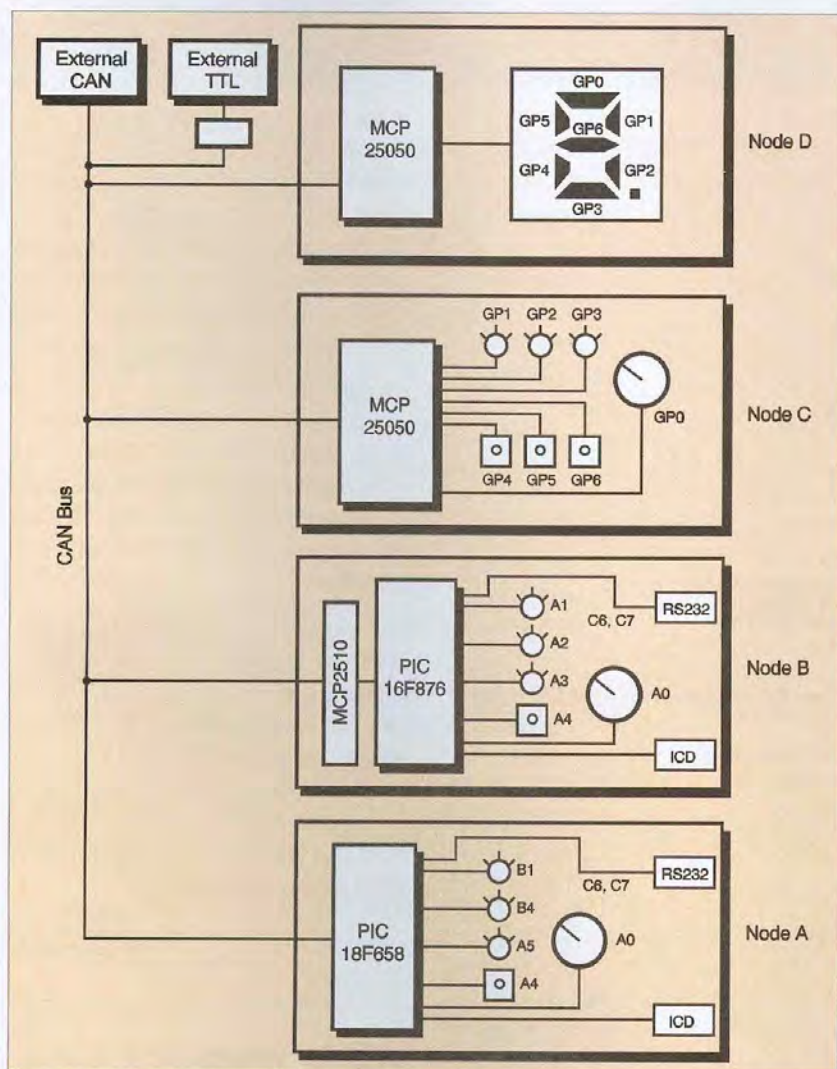 External
CAN
External
TTL
MCP
25050
GP0
GP5
GP6
GP1
GP4
GP2
GP3
Node D
GP1
GP2
GP3
MCP
25050
GP0
GP4
GP5
GP6
Node C
CAN Bus
MCP2510
PIC
16F876
A1
C6, C7
RS232
A2
A3
A0
A4
ICD
Node B
PIC
18F658
B1
C6, C7
RS232
B4
A5
A0
A4
ICD
Node A